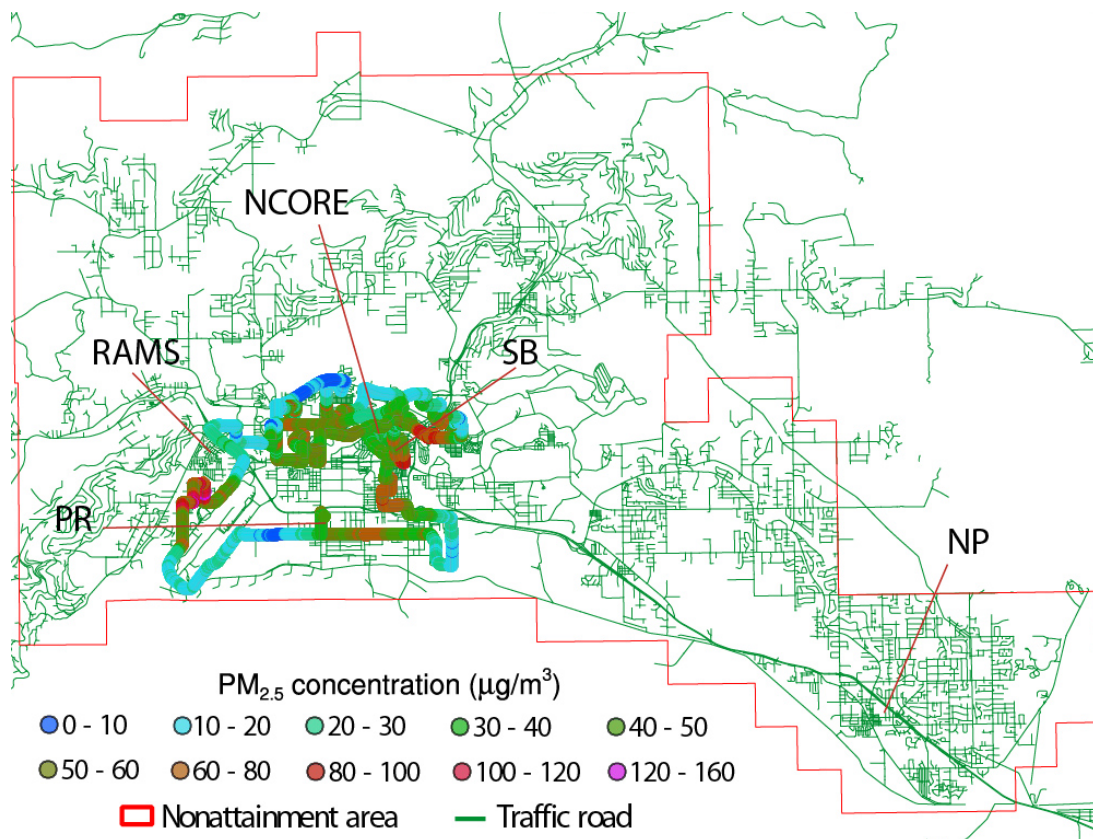 NCORE
RAMS
SB
PR
NP
PM2.5 concentration (μg/m³)
0 - 10
10 - 20
20 - 30
30 - 40
40 - 50
50 - 60
60 - 80
80 - 100
100 - 120
120 - 160
Nonattainment area
Traffic road